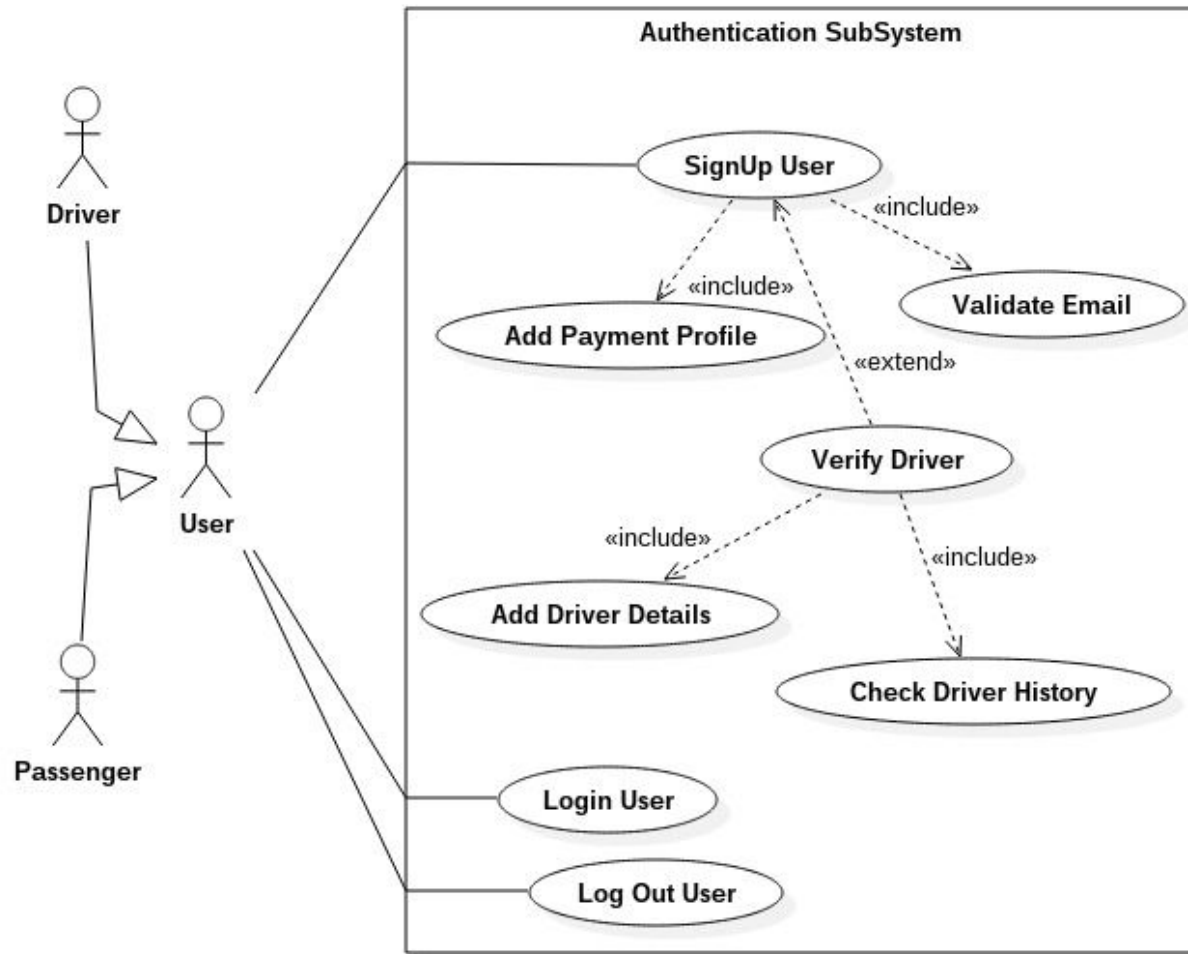 Authentication SubSystem
Driver
SignUp User
«include»
«include»
Validate Email
Add Payment Profile
«extend»
Verify Driver
User
«include»
«include»
Add Driver Details
Check Driver History
Passenger
Login User
Log Out User